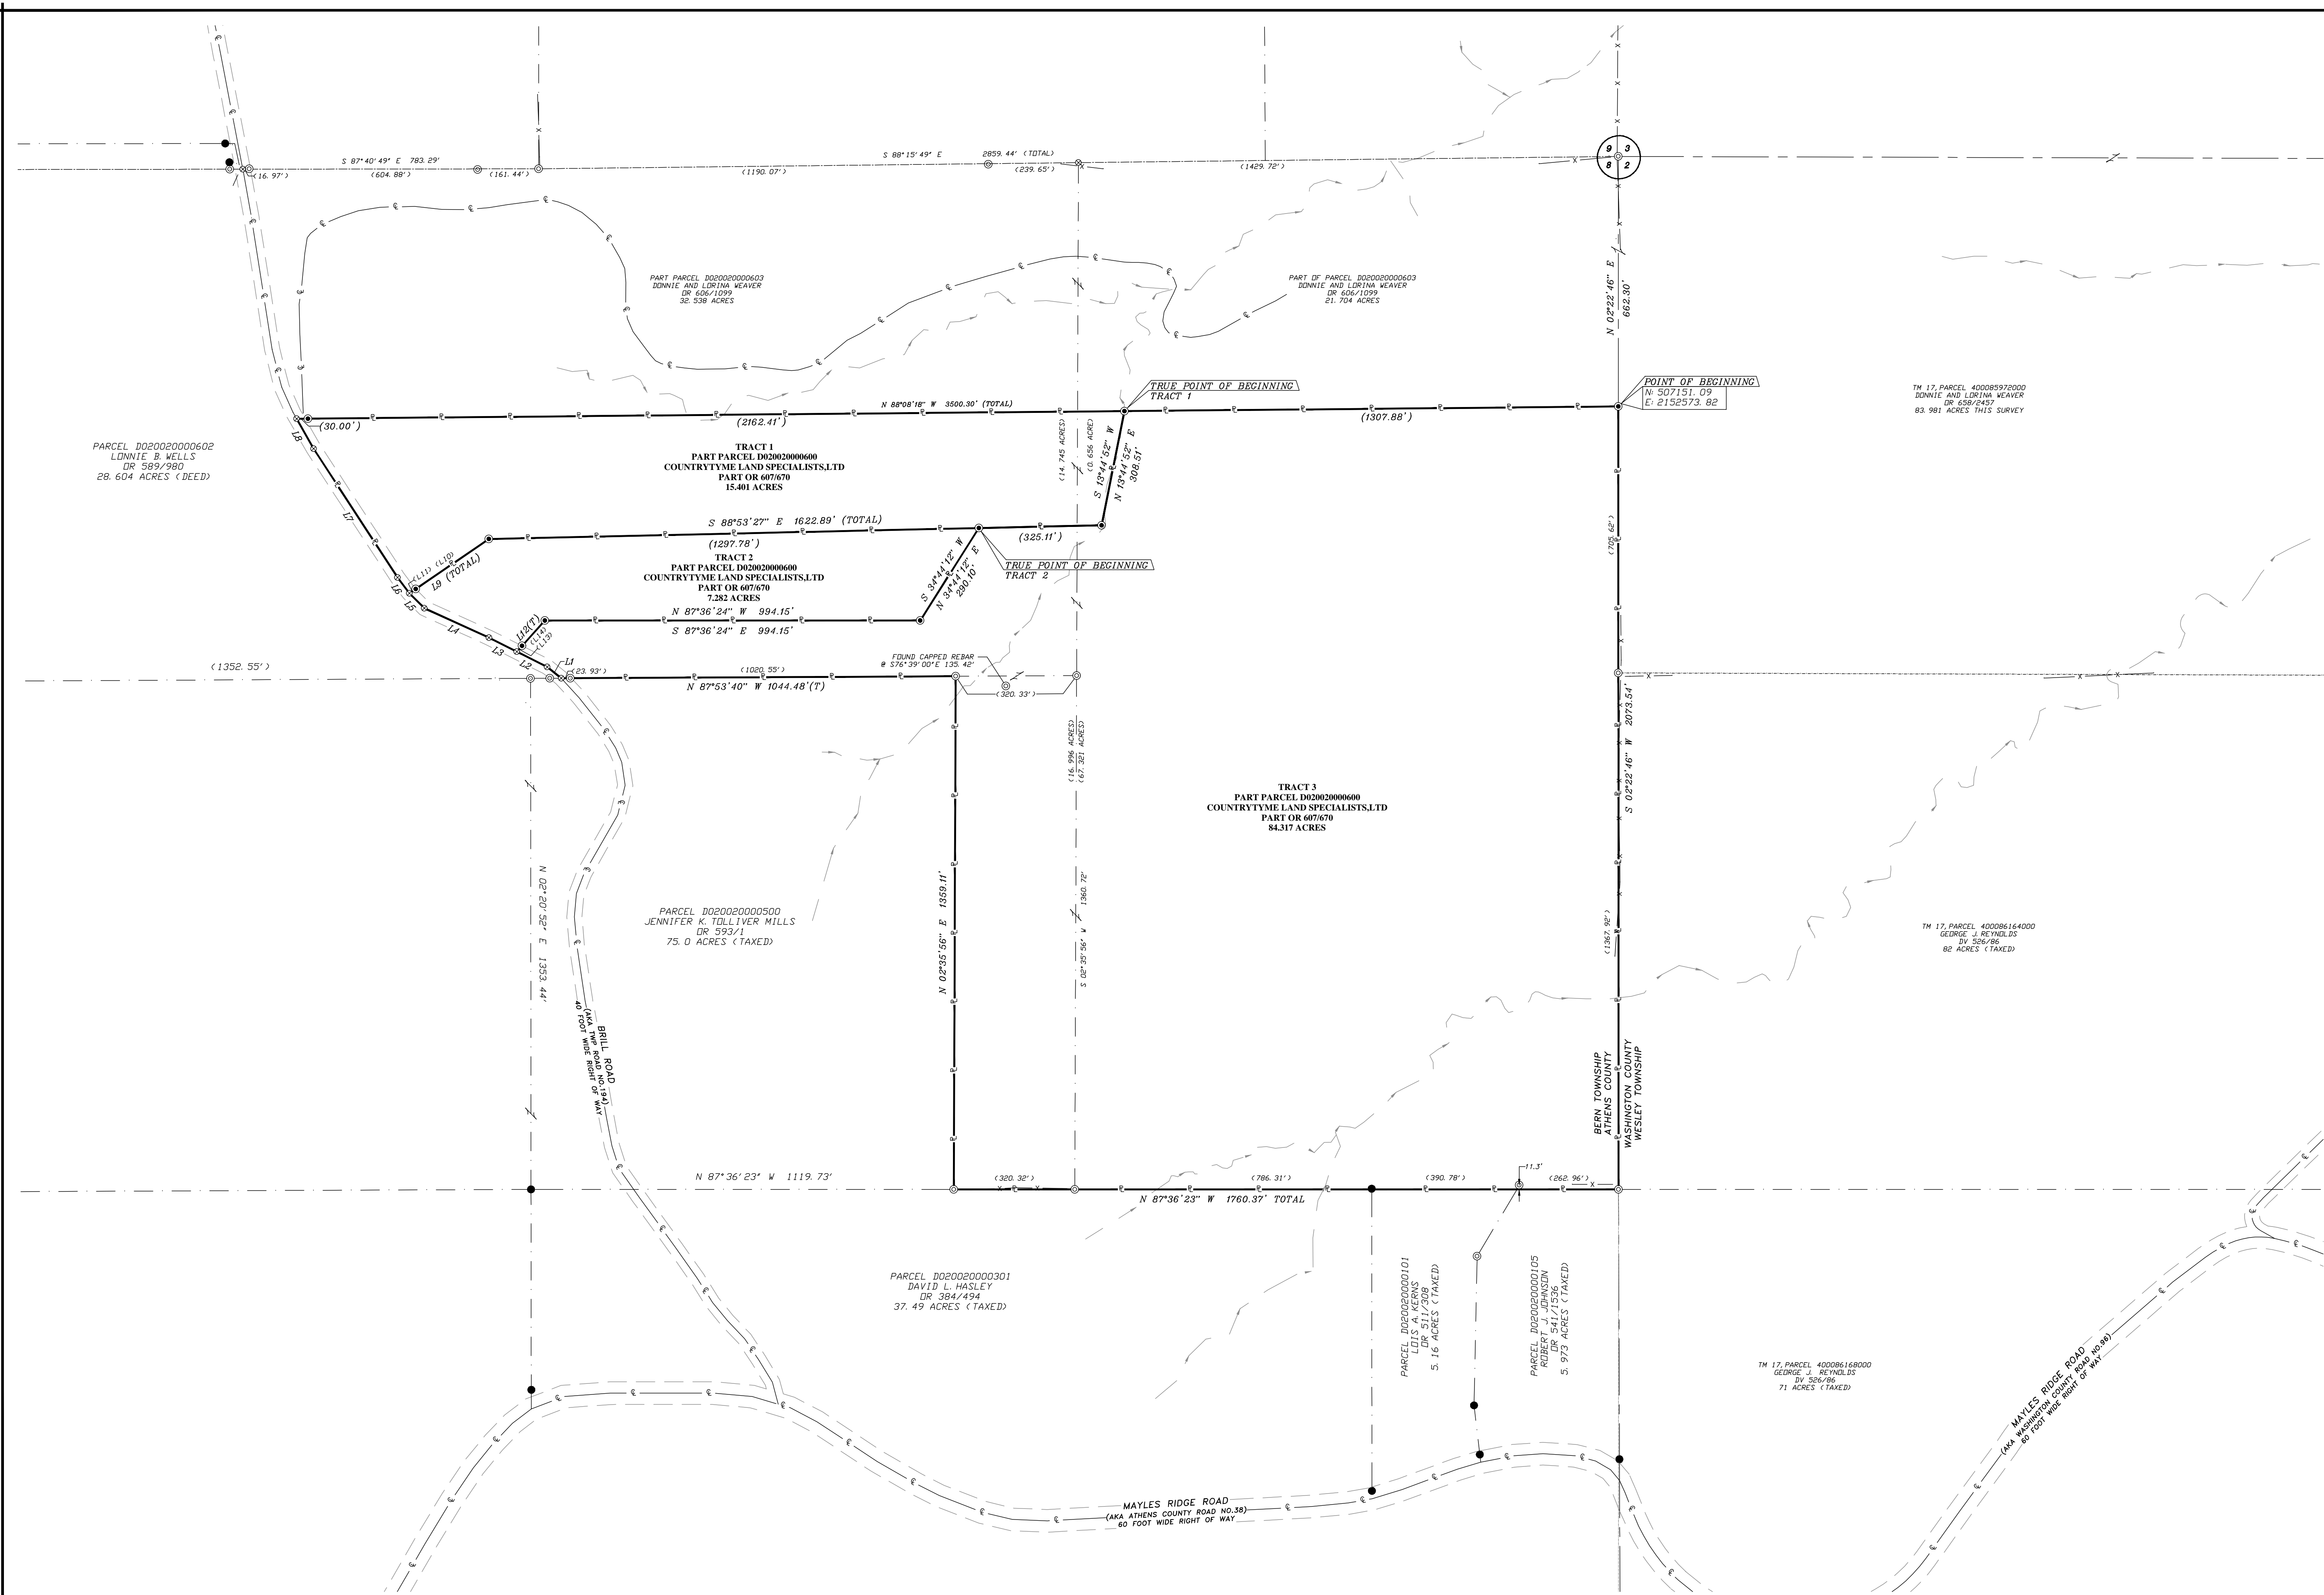 S 87°40'49" E 783.29'
(16.97')
(604.88')
(161.44')
S 88°15'49" E 2859.44' (TOTAL)
(1190.07')
(239.65')
(1429.72')
9 3
8 2
N 02°22'46" E
662.30'
PART PARCEL D020020000603
DONNIE AND LORINA WEAVER
OR 606/1099
32.538 ACRES
PART OF PARCEL D020020000603
DONNIE AND LORINA WEAVER
OR 606/1099
21.704 ACRES
TRUE POINT OF BEGINNING
TRACT 1
POINT OF BEGINNING
N: 507151.09
E: 2152573.82
TM 17, PARCEL 400085972000
DONNIE AND LORINA WEAVER
OR 658/2457
83.981 ACRES THIS SURVEY
N 88°08'18" W 3500.30' (TOTAL)
(30.00')
(2162.41')
(1307.88')
PARCEL D020020000602
LONNIE B. WELLS
OR 589/980
28.604 ACRES (DEED)
L8
L7
TRACT 1
PART PARCEL D020020000600
COUNTRYTYME LAND SPECIALISTS,LTD
PART OR 607/670
15.401 ACRES
(14.745 ACRES)
(0.656 ACRE)
S 13°44'52" W
N 13°44'52" E
308.51'
S 88°53'27" E 1622.89' (TOTAL)
(1297.78')
(325.11')
(705.62')
TRACT 2
PART PARCEL D020020000600
COUNTRYTYME LAND SPECIALISTS,LTD
PART OR 607/670
7.282 ACRES
TRUE POINT OF BEGINNING
TRACT 2
S 34°44'12" W
N 34°44'12" E
290.10'
(L11) (L10)
L9 (TOTAL)
L6
L5
L4
L3
L2
L1
L12(T)
(L14)
(L13)
N 87°36'24" W 994.15'
S 87°36'24" E 994.15'
FOUND CAPPED REBAR
@ S76°39'00"E 135.42'
(1352.55')
(23.93')
(1020.55')
N 87°53'40" W 1044.48'(T)
(320.33')
(16.996 ACRES)
(67.321 ACRES)
S 02°22'46" W 2073.54'
TRACT 3
PART PARCEL D020020000600
COUNTRYTYME LAND SPECIALISTS,LTD
PART OR 607/670
84.317 ACRES
N 02°20'52" E 1353.44'
PARCEL D020020000500
JENNIFER K. TOLLIVER MILLS
OR 593/1
75.0 ACRES (TAXED)
N 02°35'56" E 1359.11'
S 02°35'56" W 1360.72'
(1367.92')
TM 17, PARCEL 400086164000
GEORGE J. REYNOLDS
DV 526/86
82 ACRES (TAXED)
BRILL ROAD
(AKA TWP ROAD NO.194)
40 FOOT WIDE RIGHT OF WAY
BERN TOWNSHIP
ATHENS COUNTY
WASHINGTON COUNTY
WESLEY TOWNSHIP
N 87°36'23" W 1119.73'
(320.32')
(786.31')
(390.78')
11.3'
(262.96')
N 87°36'23" W 1760.37' TOTAL
PARCEL D020020000301
DAVID L. HASLEY
OR 384/494
37.49 ACRES (TAXED)
PARCEL D020020000101
LOIS A. KERNS
OR 511/308
5.16 ACRES (TAXED)
PARCEL D020020000105
ROBERT J. JOHNSON
OR 541/1536
5.973 ACRES (TAXED)
TM 17, PARCEL 400086168000
GEORGE J. REYNOLDS
DV 526/86
71 ACRES (TAXED)
MAYLES RIDGE ROAD
(AKA WASHINGTON COUNTY ROAD NO.96)
60 FOOT WIDE RIGHT OF WAY
MAYLES RIDGE ROAD
(AKA ATHENS COUNTY ROAD NO.38)
60 FOOT WIDE RIGHT OF WAY